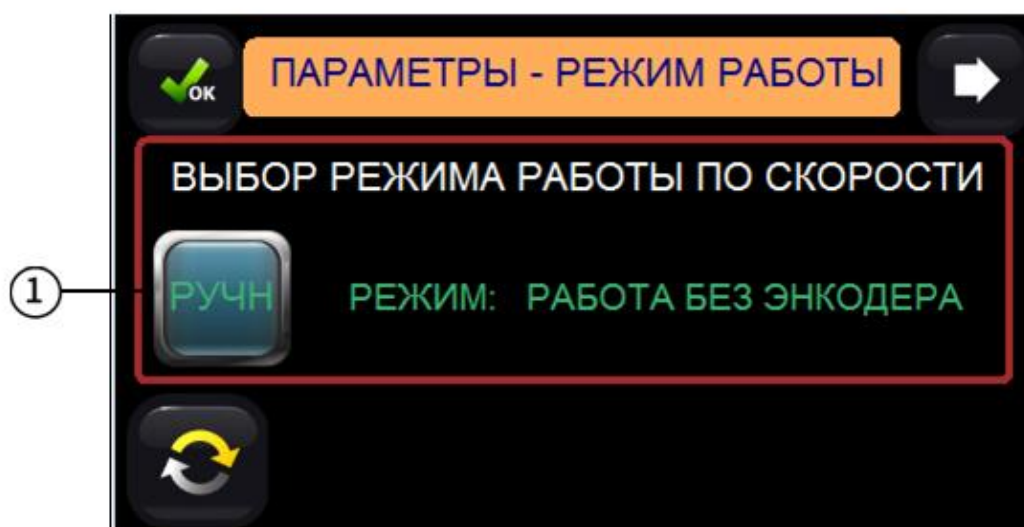 OK
ПАРАМЕТРЫ - РЕЖИМ РАБОТЫ
ВЫБОР РЕЖИМА РАБОТЫ ПО СКОРОСТИ
1
РУЧН
РЕЖИМ: РАБОТА БЕЗ ЭНКОДЕРА